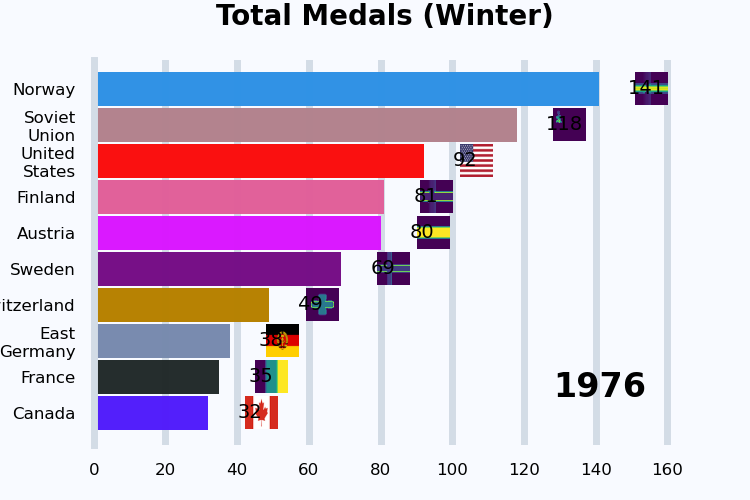 Total Medals (Winter)
Norway 141
Soviet
Union 118
United
States 92
Finland 81
Austria 80
Sweden 69
itzerland 49
East
Germany 38
France 35
1976
Canada 32
0 20 40 60 80 100 120 140 160